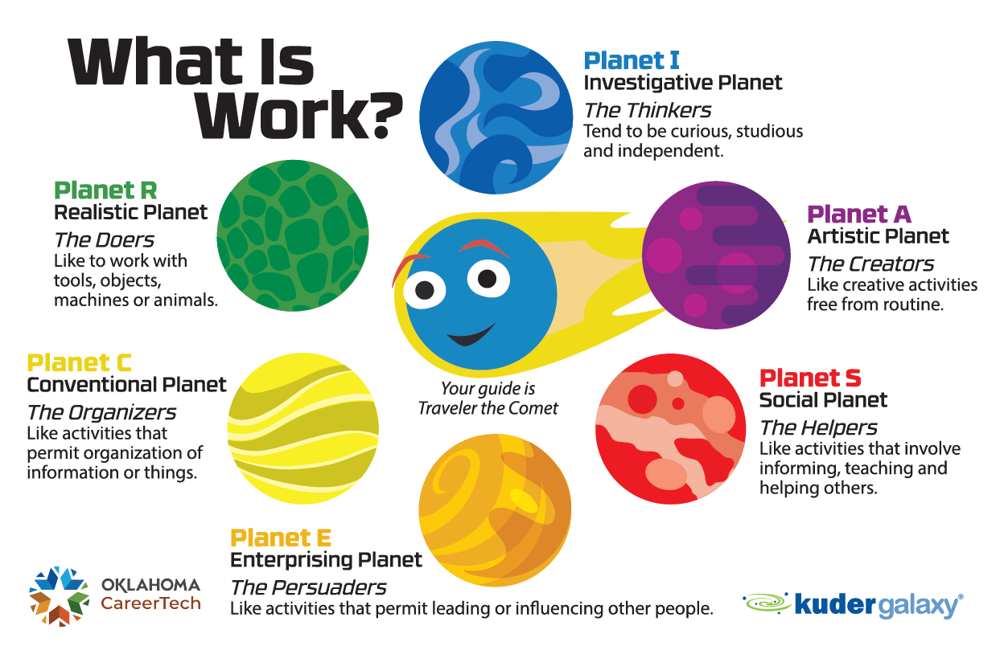 What Is
Work?
Planet I
Investigative Planet
The Thinkers
Tend to be curious, studious
and independent.
Planet R
Realistic Planet
The Doers
Like to work with
tools, objects,
machines or animals.
Planet A
Artistic Planet
The Creators
Like creative activities
free from routine.
Planet C
Conventional Planet
The Organizers
Like activities that
permit organization of
information or things.
Your guide is
Traveler the Comet
Planet S
Social Planet
The Helpers
Like activities that involve
informing, teaching and
helping others.
Planet E
Enterprising Planet
The Persuaders
Like activities that permit leading or influencing other people.
OKLAHOMA
CareerTech
kuder galaxy®